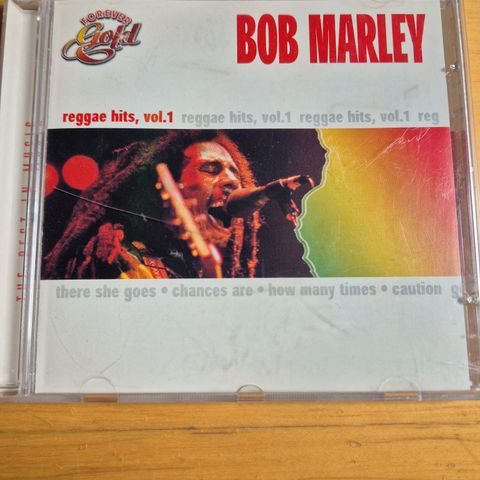 FOREVER
Gold
BOB MARLEY
reggae hits, vol.1 reggae hits, vol.1 reggae hits, vol.1 reg
there she goes • chances are • how many times • caution g
THE BEST IN MUSIC